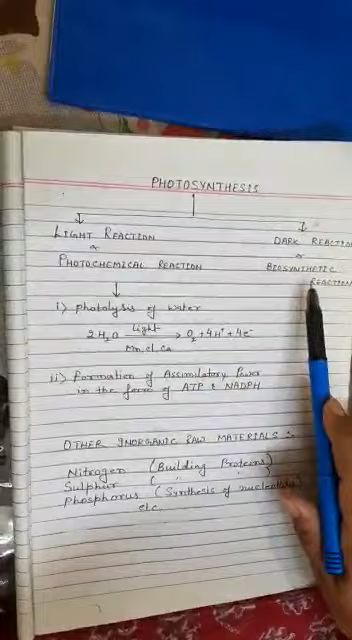 PHOTOSYNTHESIS
LIGHT REACTION
or
PHOTOCHEMICAL REACTION
DARK REACTION
or
BIOSYNTHETIC
REACTION
i) photolysis of water
2H₂O Light → O₂ + 4H⁺ + 4e⁻
Mn, Cl, Ca
ii) Formation of Assimilatory Power
in the form of ATP & NADPH
OTHER INORGANIC RAW MATERIALS :-
Nitrogen (Building Proteins)
Sulphur ( " " )
Phosphorus (Synthesis of nucleotides)
etc.